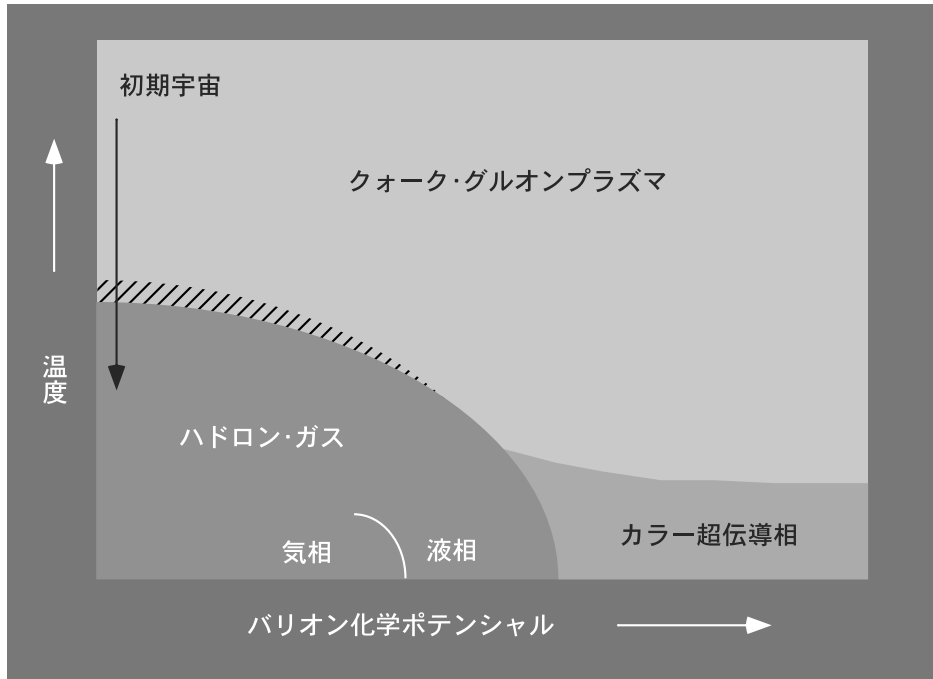 初期宇宙
クォーク·グルオンプラズマ
温度
ハドロン·ガス
気相
液相
カラー超伝導相
バリオン化学ポテンシャル